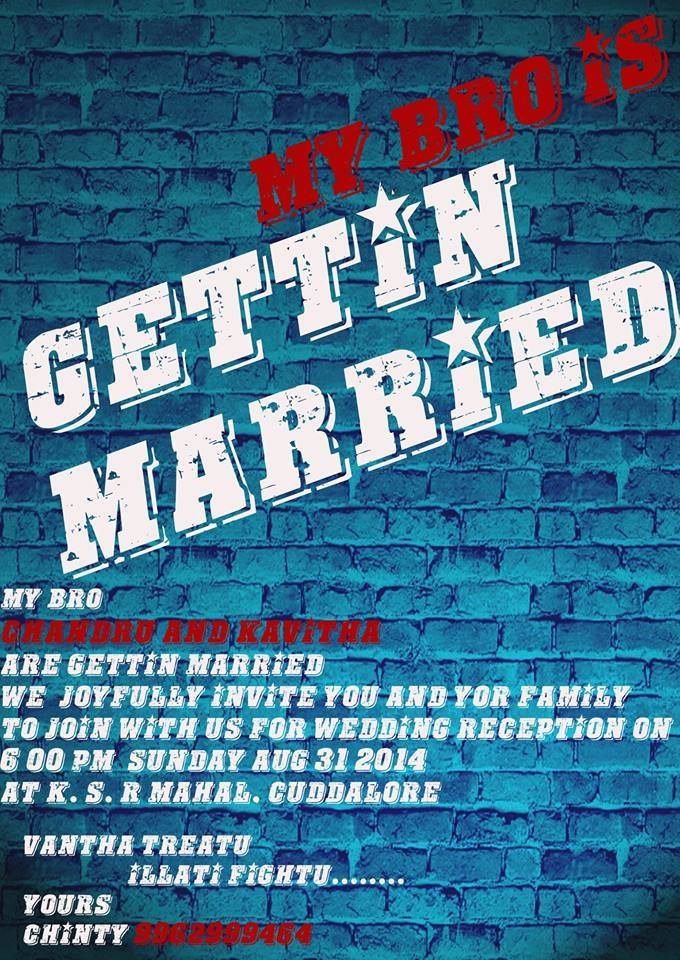 MY BRO iS
GETTiN
MARRiED
MY BRO
CHANDRU AND KAViTHA
ARE GETTiN MARRiED
WE JOYFULLY iNViTE YOU AND YOR FAMiLY
TO JOiN WiTH US FOR WEDDiNG RECEPTiON ON
6 00 PM SUNDAY AUG 31 2014
AT K. S. R MAHAL. CUDDALORE
VANTHA TREATU
iLLATi FiGHTU........
YOURS
CHiNTY 9962999464